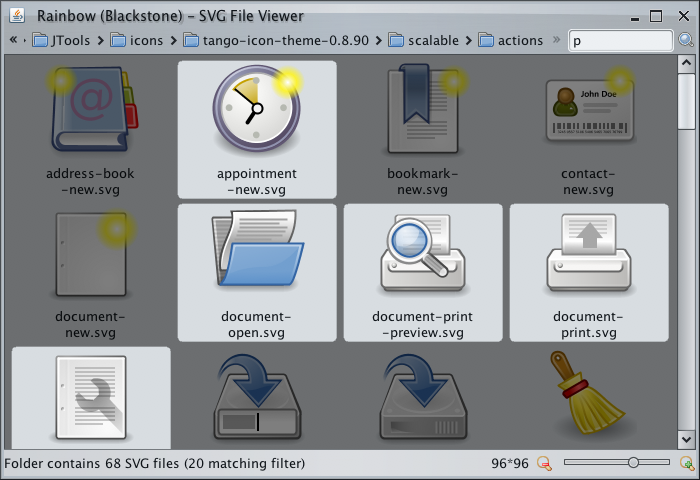 Rainbow (Blackstone) – SVG File Viewer
« JTools icons tango-icon-theme-0.8.90 scalable actions » p
@
John Doe
address-book
-new.svg
appointment
-new.svg
bookmark-
new.svg
contact-
new.svg
document-
new.svg
document-
open.svg
document-print
-preview.svg
document-
print.svg
Folder contains 68 SVG files (20 matching filter) 96*96